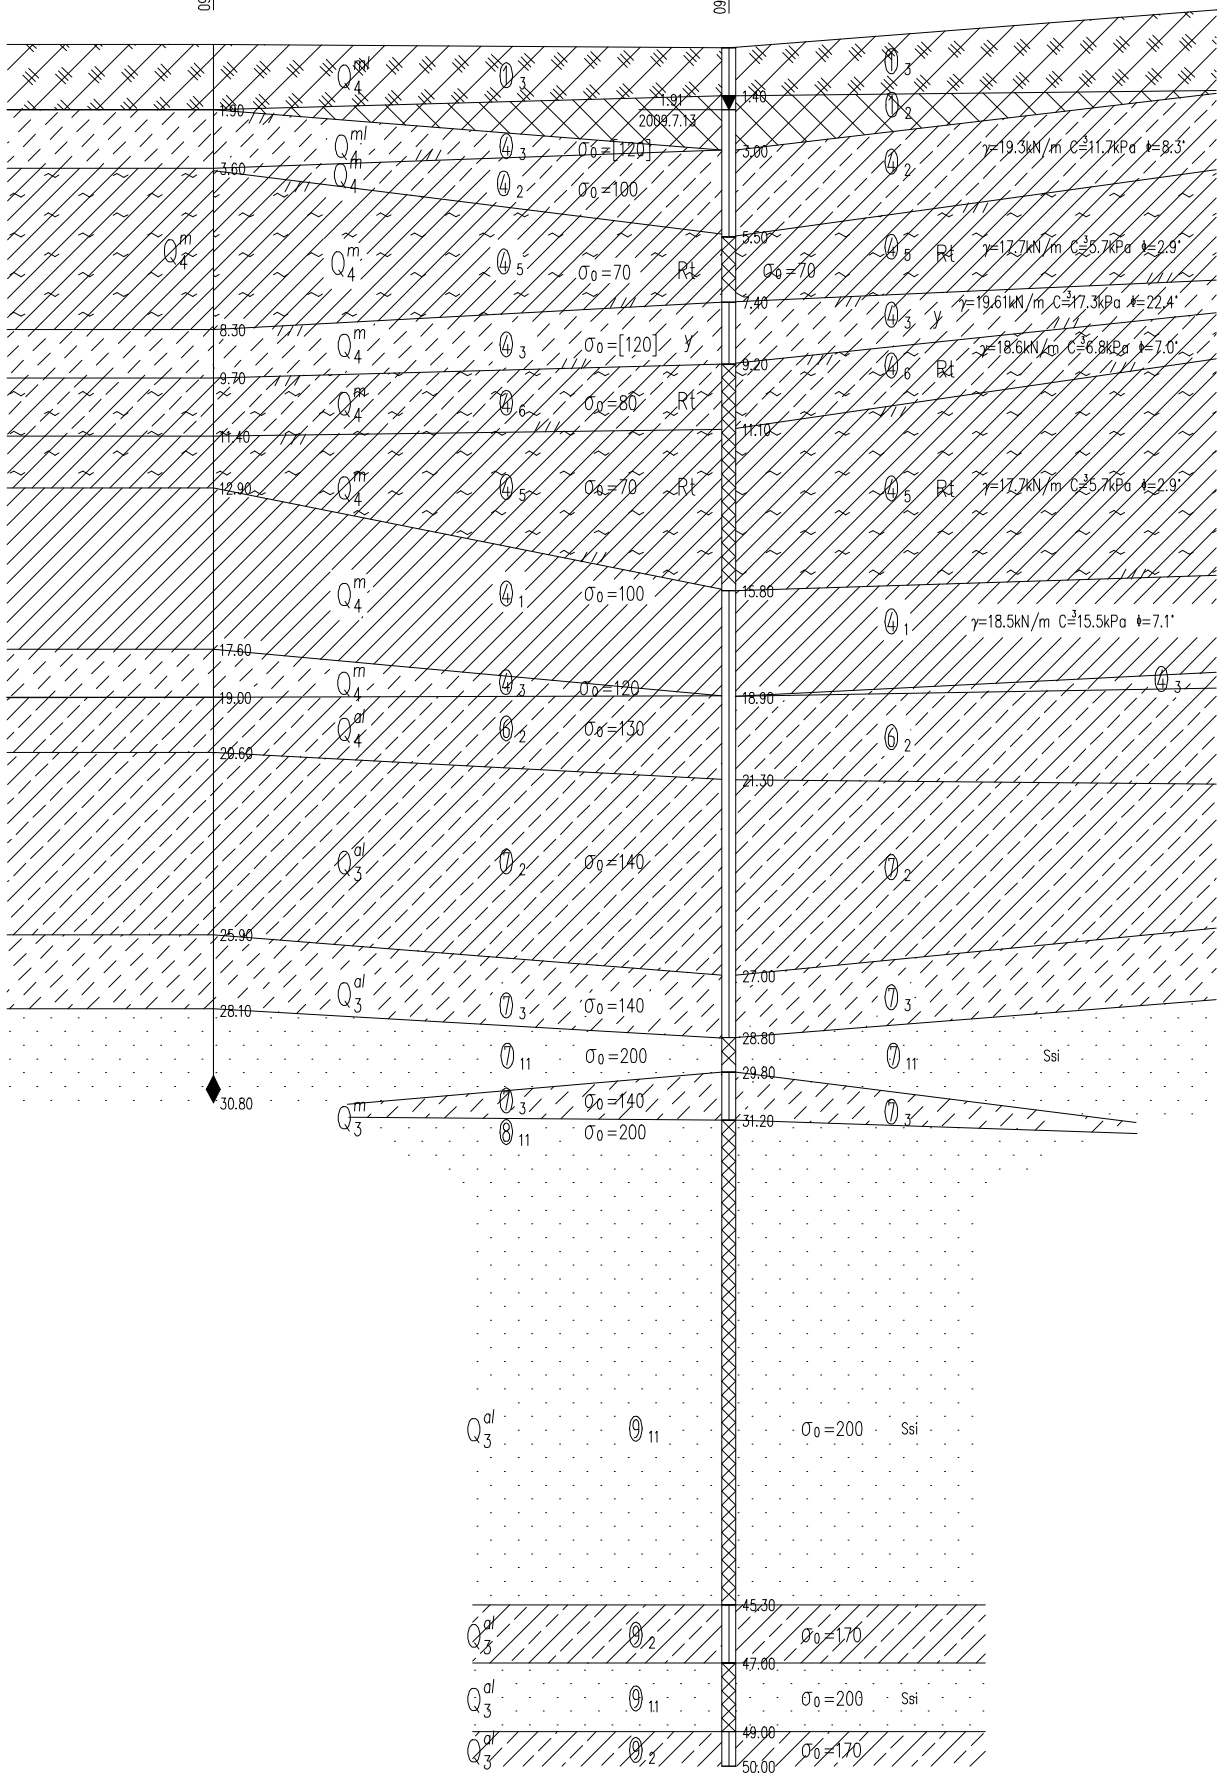 09
09
Q4ml ①3 ①3
1.90 1.91 1.40 ①2
2009.7.13
Q4ml ④3 σ0=[120] 3.00 ④2 γ=19.3kN/m3 C=11.7kPa ϕ=8.3°
3.60 Q4m ④2 σ0=100
5.50
Q4m Q4m ④5 σ0=70 Rt σ0=70 ④5 Rt γ=17.7kN/m3 C=5.7kPa ϕ=2.9°
7.40 γ=19.61kN/m3 C=17.3kPa ϕ=22.4°
8.30 ④3 y
Q4m ④3 σ0=[120] y γ=18.6kN/m3 C=6.8kPa ϕ=7.0°
9.70 9.20 ④6 Rt
Q4m ④6 σ0=80 Rt
11.40 11.10
12.90 Q4m ④5 σ0=70 Rt ④5 Rt γ=17.7kN/m3 C=5.7kPa ϕ=2.9°
Q4m ④1 σ0=100 15.80
④1 γ=18.5kN/m3 C=15.5kPa ϕ=7.1°
17.60
Q4m ④3 σ0=120 ④3
19.00 18.90
Q4al ⑥2 σ0=130 ⑥2
20.60
21.30
Q3al ⑦2 σ0=140 ⑦2
25.90
27.00
Q3al ⑦3 σ0=140 ⑦3
28.10
28.80
⑦11 σ0=200 ⑦11 Ssi
29.80
30.80 ⑦3 σ0=140 ⑦3
Q3m 31.20
⑧11 σ0=200
Q3al ⑨11 σ0=200 Ssi
45.30
Q3al ⑨2 σ0=170
47.00
Q3al ⑨11 σ0=200 Ssi
49.00
Q3al ⑨2 σ0=170
50.00